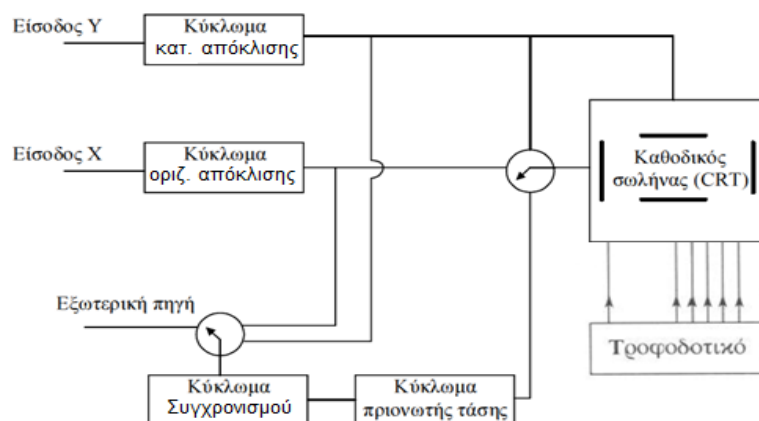 Είσοδος Υ
Κύκλωμα
κατ. απόκλισης
Είσοδος Χ
Κύκλωμα
οριζ. απόκλισης
Καθοδικός
σωλήνας (CRT)
Εξωτερική πηγή
Τροφοδοτικό
Κύκλωμα
Συγχρονισμού
Κύκλωμα
πριονωτής τάσης